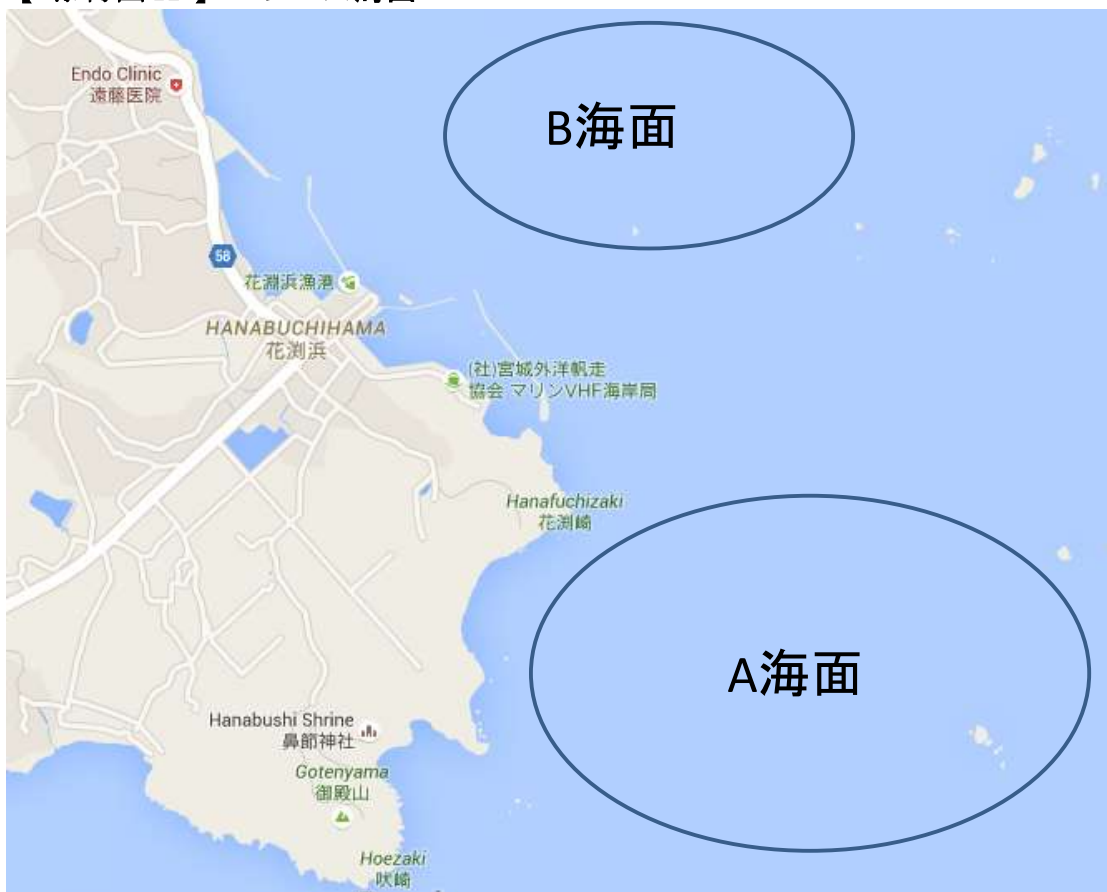 B海面
Endo Clinic
遠藤医院
58
花淵浜漁港
HANABUCHIHAMA
花渕浜
(社)宮城外洋帆走
協会 マリンVHF海岸局
Hanafuchizaki
花渕崎
A海面
Hanabushi Shrine
鼻節神社
Gotenyama
御殿山
Hoezaki
吠崎